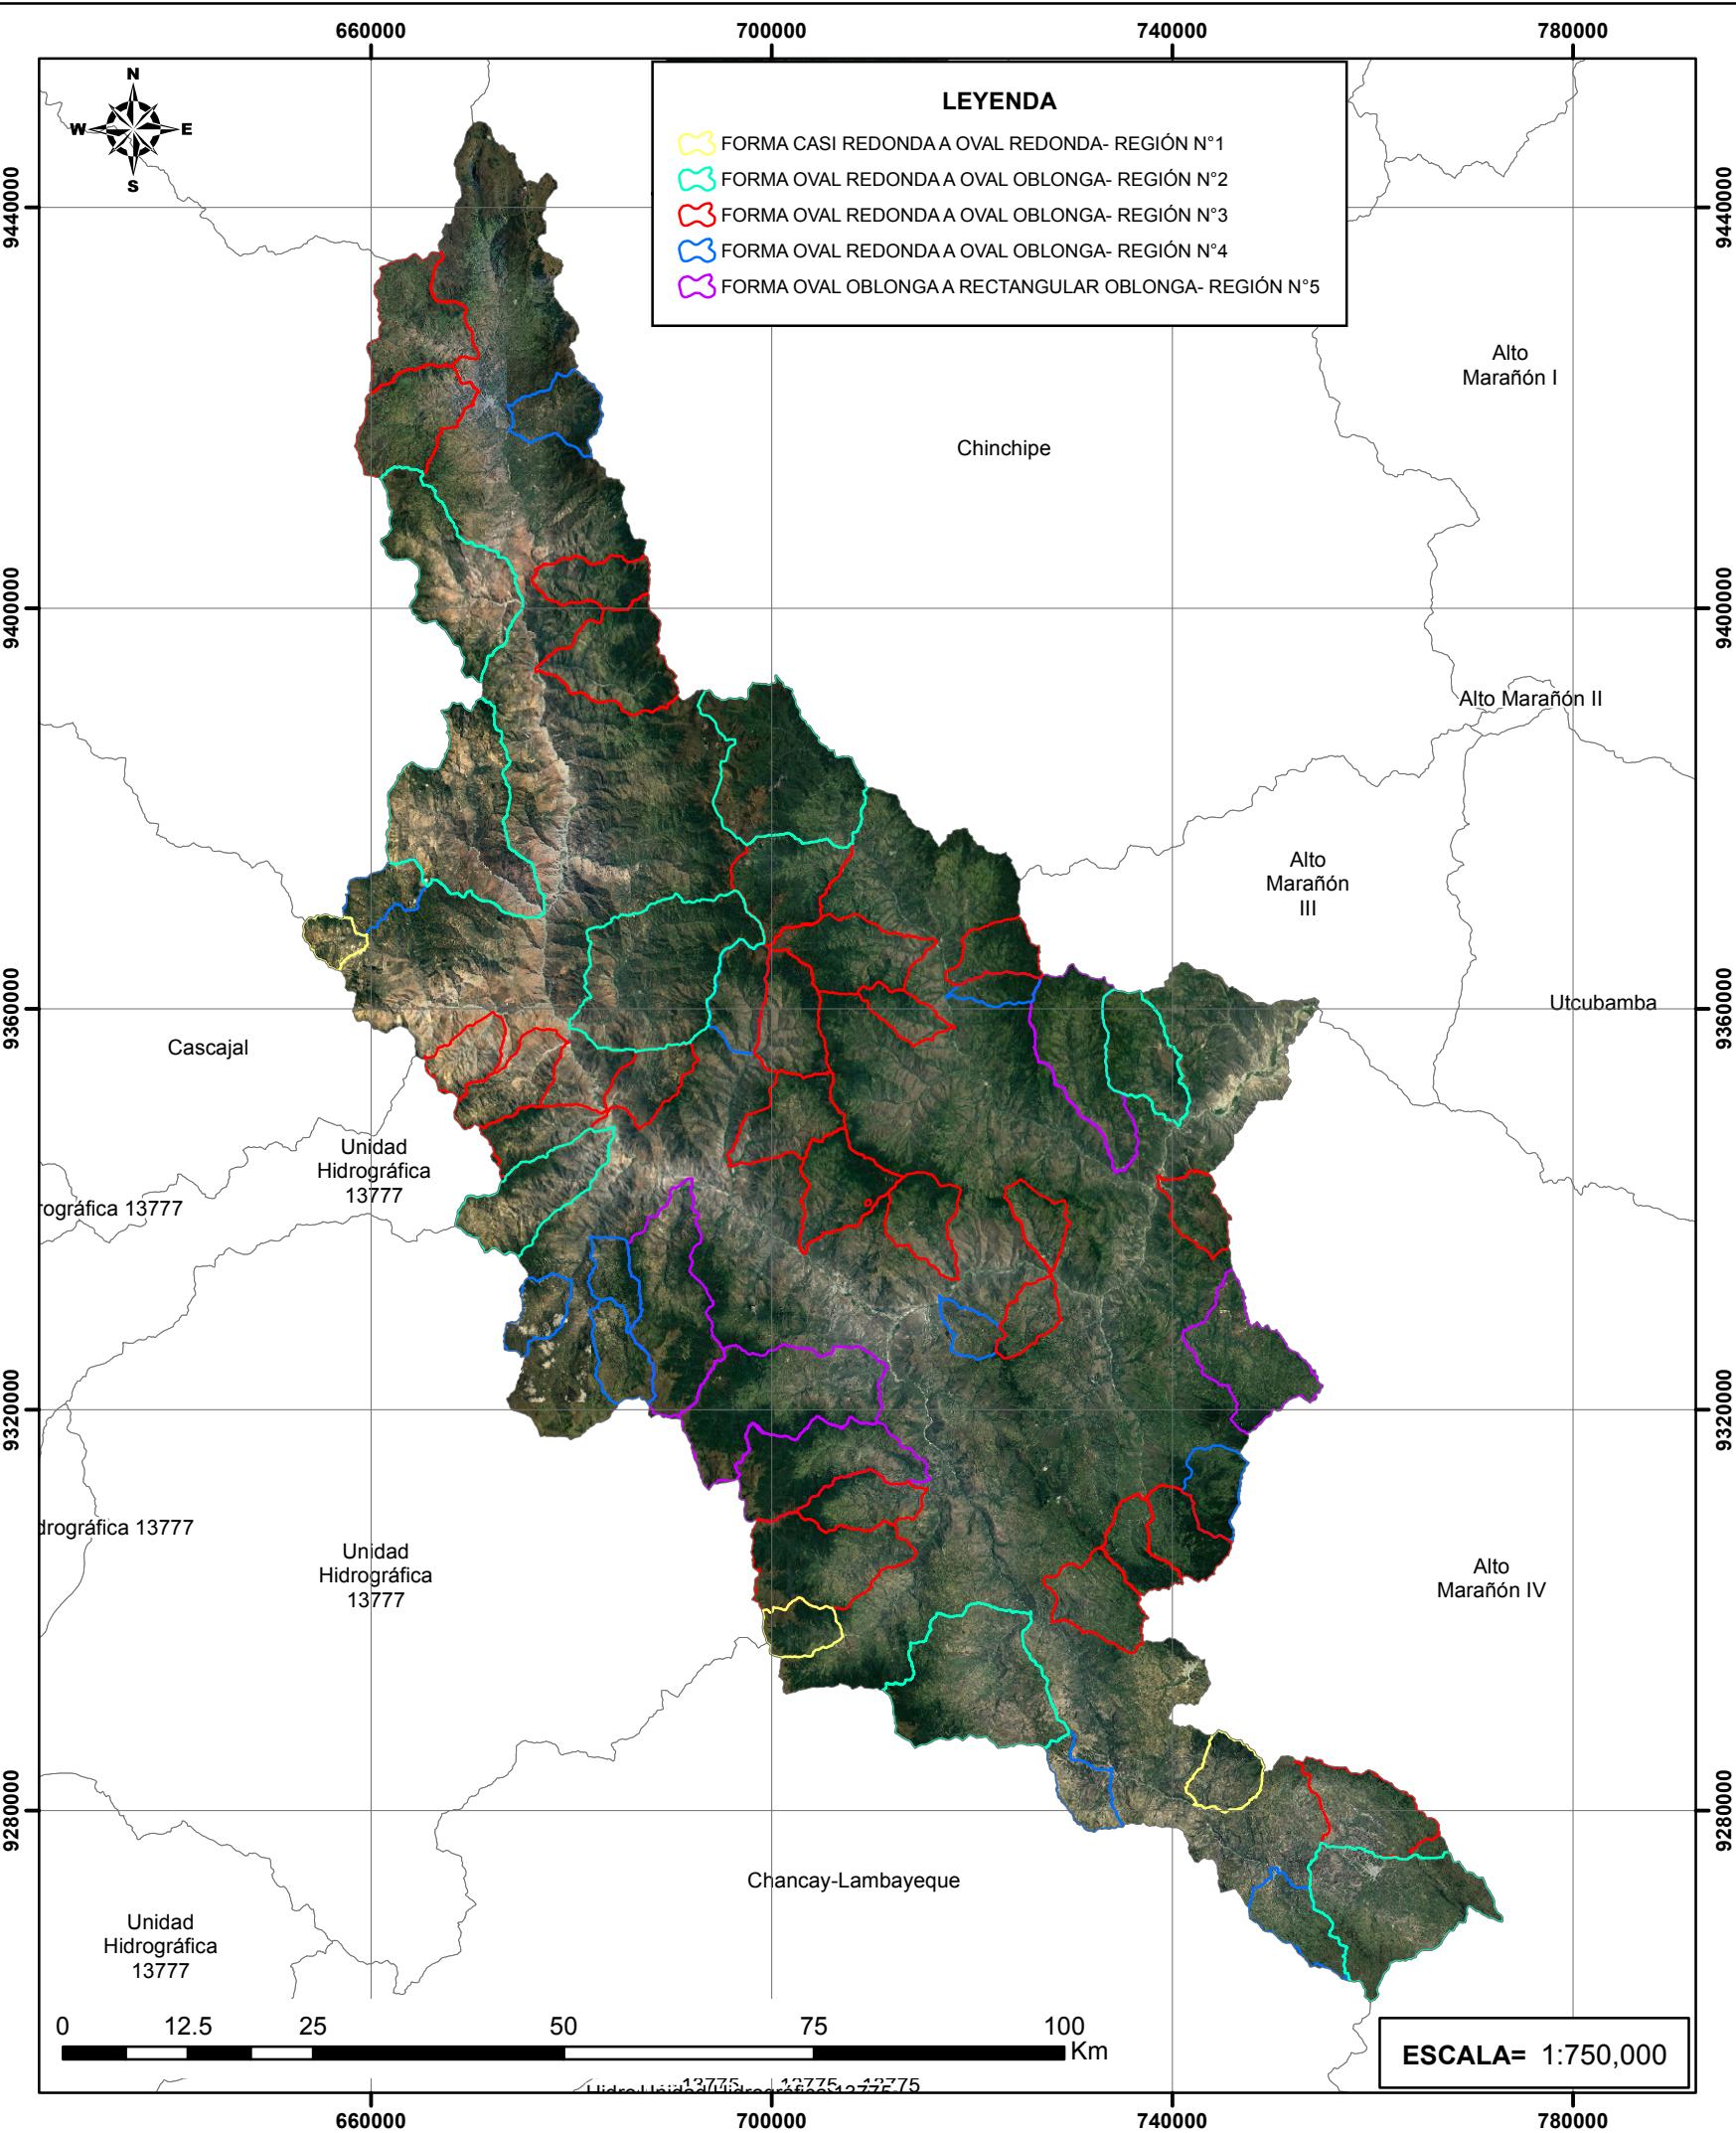 660000
700000
740000
780000
N
W
E
S
LEYENDA
FORMA CASI REDONDA A OVAL REDONDA- REGIÓN N°1
FORMA OVAL REDONDA A OVAL OBLONGA- REGIÓN N°2
FORMA OVAL REDONDA A OVAL OBLONGA- REGIÓN N°3
FORMA OVAL REDONDA A OVAL OBLONGA- REGIÓN N°4
FORMA OVAL OBLONGA A RECTANGULAR OBLONGA- REGIÓN N°5
9440000
9440000
Alto
Marañón I
Chinchipe
9400000
9400000
Alto Marañón II
Alto
Marañón
III
Utcubamba
9360000
9360000
Cascajal
Unidad
Hidrográfica
13777
rográfica 13777
9320000
9320000
drográfica 13777
Unidad
Hidrográfica
13777
Alto
Marañón IV
9280000
9280000
Chancay-Lambayeque
Unidad
Hidrográfica
13777
0
12.5
25
50
75
100
Km
ESCALA= 1:750,000
660000
700000
740000
780000